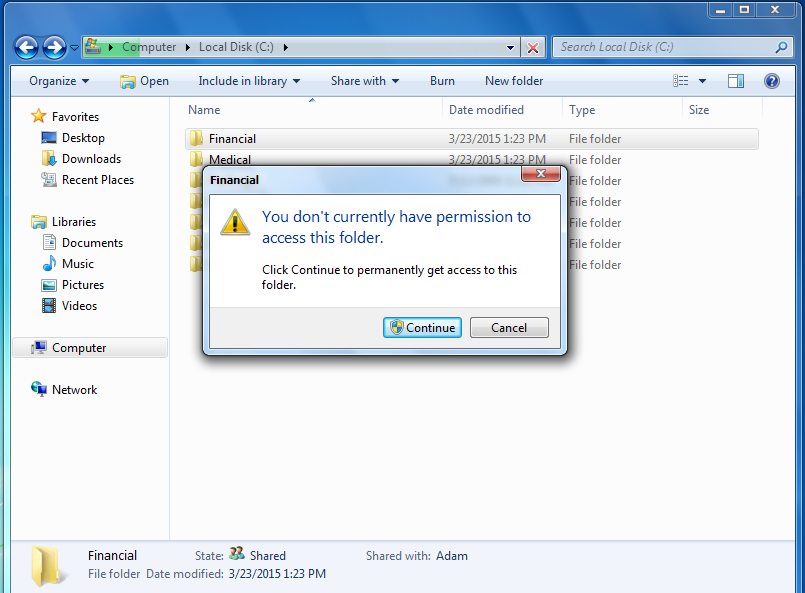 Computer Local Disk (C:)
Search Local Disk (C:)
Organize Open Include in library Share with Burn New folder
Name Date modified Type Size
Favorites
Desktop
Downloads
Recent Places
Libraries
Documents
Music
Pictures
Videos
Computer
Network
Financial 3/23/2015 1:23 PM File folder
Medical 3/23/2015 1:23 PM File folder
File folder
File folder
File folder
File folder
File folder
Financial
You don't currently have permission to
access this folder.
Click Continue to permanently get access to this
folder.
Continue Cancel
Financial State: Shared Shared with: Adam
File folder Date modified: 3/23/2015 1:23 PM